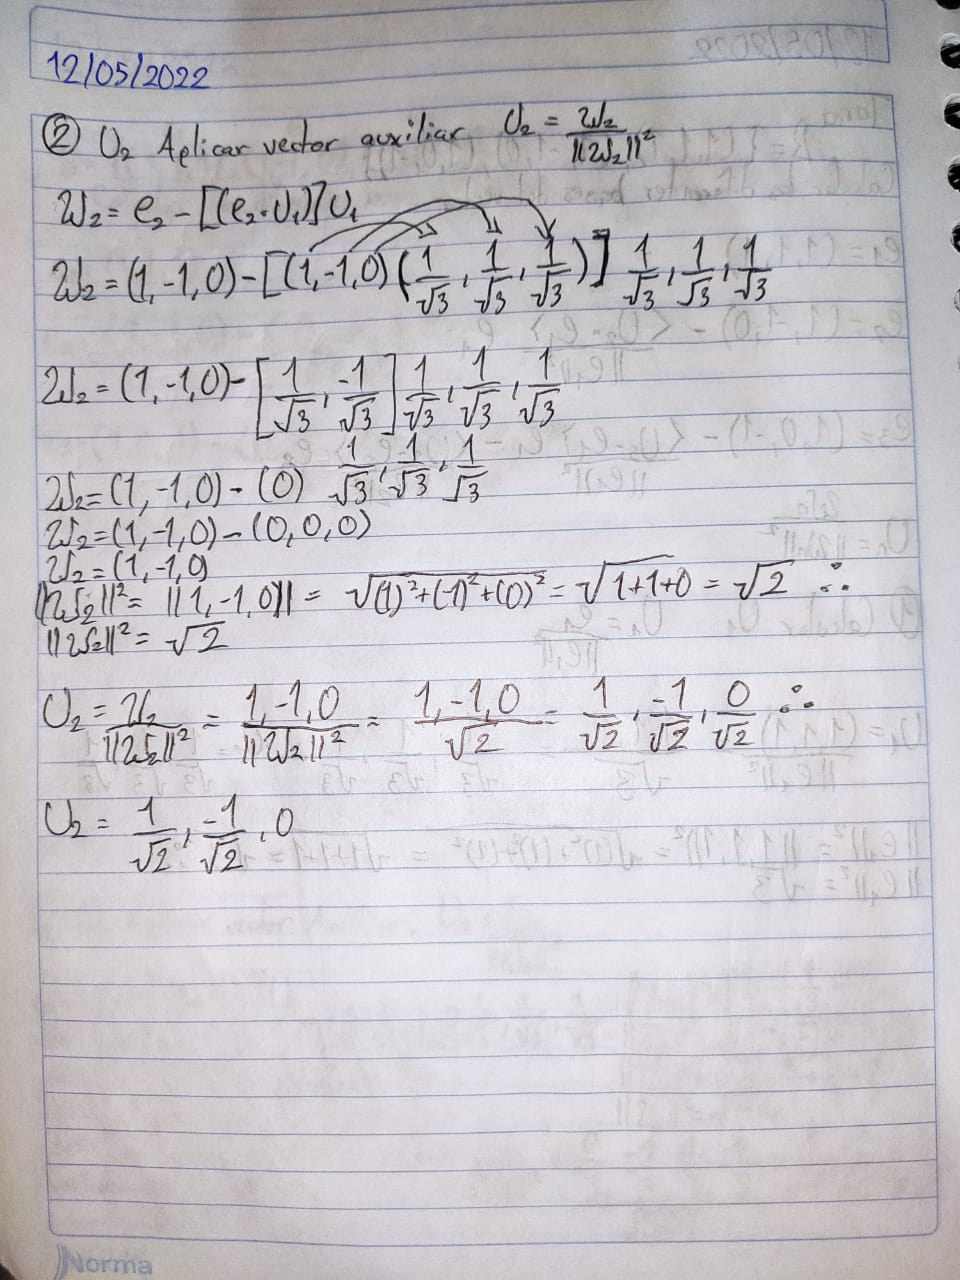 12/05/2022
② U₂ Aplicar vector auxiliar U₂ = W₂/||W₂||²
W₂ = e₂ - [(e₂·U₁)]U₁
W₂ = (1,-1,0) - [(1,-1,0)(1/√3, 1/√3, 1/√3)] 1/√3, 1/√3, 1/√3
W₂ = (1,-1,0) - [1/√3, -1/√3] 1/√3, 1/√3, 1/√3
W₂ = (1,-1,0) - (0) 1/√3, 1/√3, 1/√3
W₂ = (1,-1,0) - (0,0,0)
W₂ = (1,-1,0)
||W₂||² = ||1,-1,0|| = √(1)²+(-1)²+(0)² = √1+1+0 = √2 ∴
||W₂||² = √2
U₂ = W₂/||W₂||² = 1,-1,0/||W₂||² = 1,-1,0/√2 = 1/√2, -1/√2, 0/√2 ∴
U₂ = 1/√2, -1/√2, 0
Norma